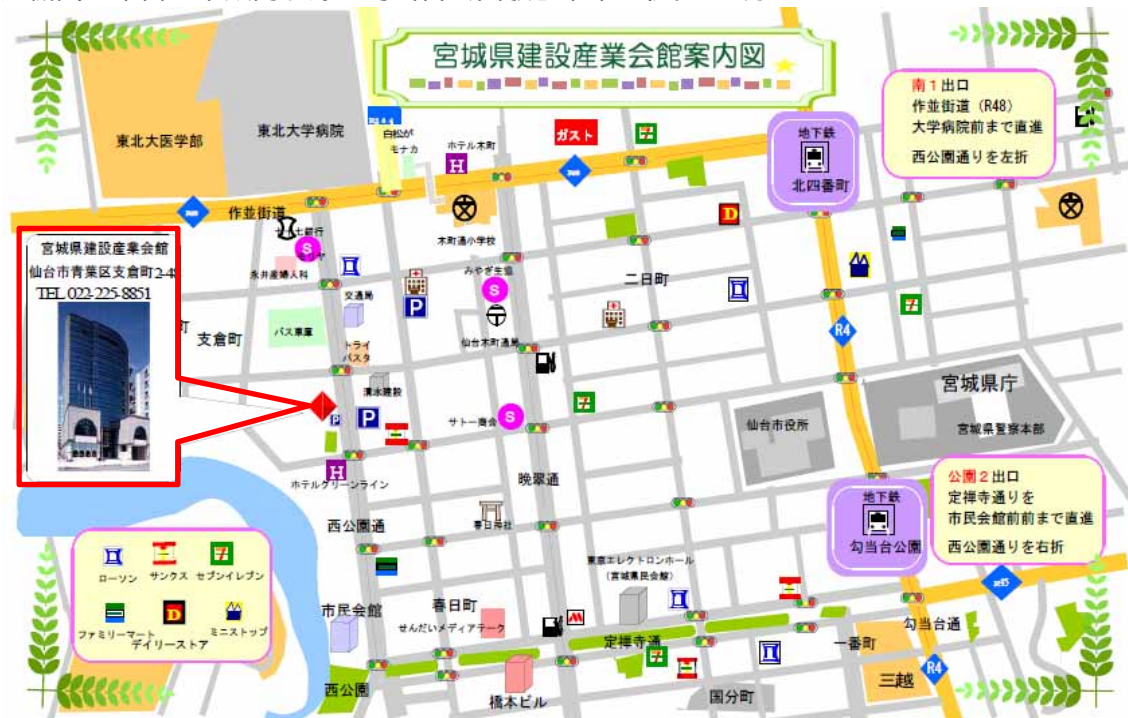 宮城県建設産業会館案内図
南1出口
作並街道（R48）
大学病院前まで直進
西公園通りを左折
東北大医学部
東北大学病院
白松が
モナカ
ホテル木町
ガスト
地下鉄
北四番町
作並街道
木町通小学校
宮城県建設産業会館
仙台市青葉区支倉町2-48
TEL 022-225-8851
永井産婦人科
交通局
みやぎ生協
二日町
支倉町
バス車庫
トライ
パスタ
仙台木町通局
R4
清水建設
サトー商会
仙台市役所
宮城県庁
宮城県警察本部
ホテルグリーンライン
晩翠通
西公園通
春日神社
地下鉄
勾当台公園
公園2出口
定禅寺通りを
市民会館前前まで直進
西公園通りを右折
ローソン
サンクス
セブンイレブン
ファミリーマート
デイリーストア
ミニストップ
東京エレクトロンホール
（宮城県民会館）
市民会館
春日町
せんだいメディアテーク
定禅寺通
一番町
勾当台通
西公園
橋本ビル
国分町
三越
R4